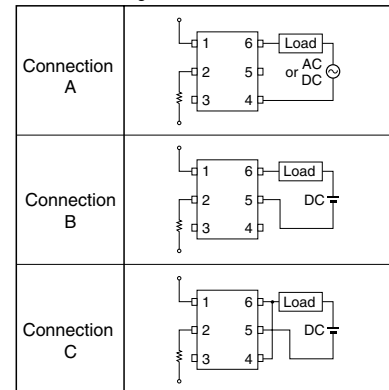 Connection
A
1 6 Load
2 5 or AC
DC
3 4
Connection
B
1 6 Load
2 5 DC
3 4
Connection
C
1 6 Load
2 5 DC
3 4